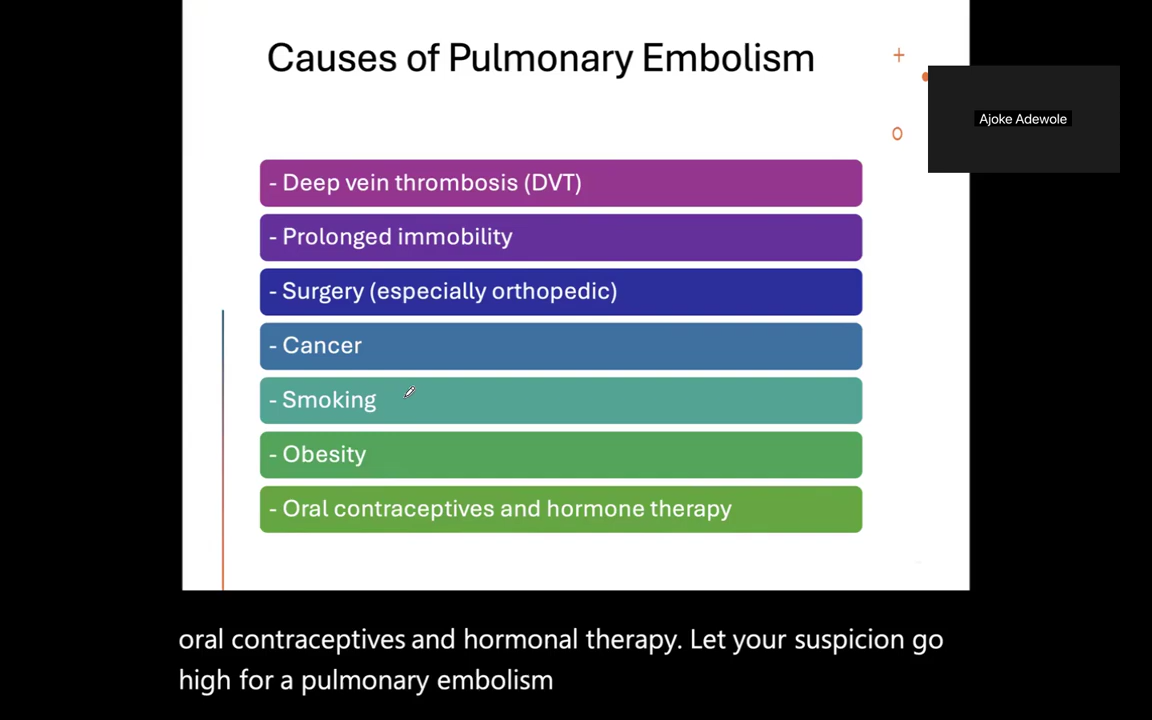 Causes of Pulmonary Embolism
Ajoke Adewole
- Deep vein thrombosis (DVT)
- Prolonged immobility
- Surgery (especially orthopedic)
- Cancer
- Smoking
- Obesity
- Oral contraceptives and hormone therapy
oral contraceptives and hormonal therapy. Let your suspicion go
high for a pulmonary embolism